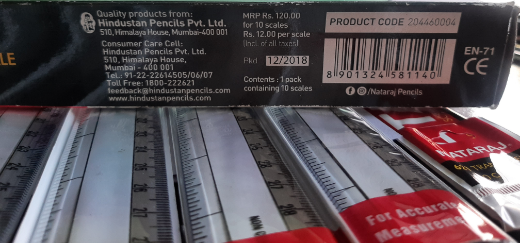 Quality products from:
Hindustan Pencils Pvt. Ltd.
510, Himalaya House, Mumbai-400 001
Consumer Care Cell:
Hindustan Pencils Pvt. Ltd.
510, Himalaya House,
Mumbai - 400 001
Tel.: 91-22-22614505/06/07
Toll Free: 1800-222621
feedback@hindustanpencils.com
www.hindustanpencils.com
MRP Rs. 120.00
for 10 scales
Rs. 12.00 per scale
(Incl. of all taxes)
Pkd 12/2018
Contents : 1 pack
containing 10 scales
PRODUCT CODE 204460004
8 901324 581140
/Nataraj Pencils
EN-71
CE
LE
NATARAJ
For Accurate
Measurement